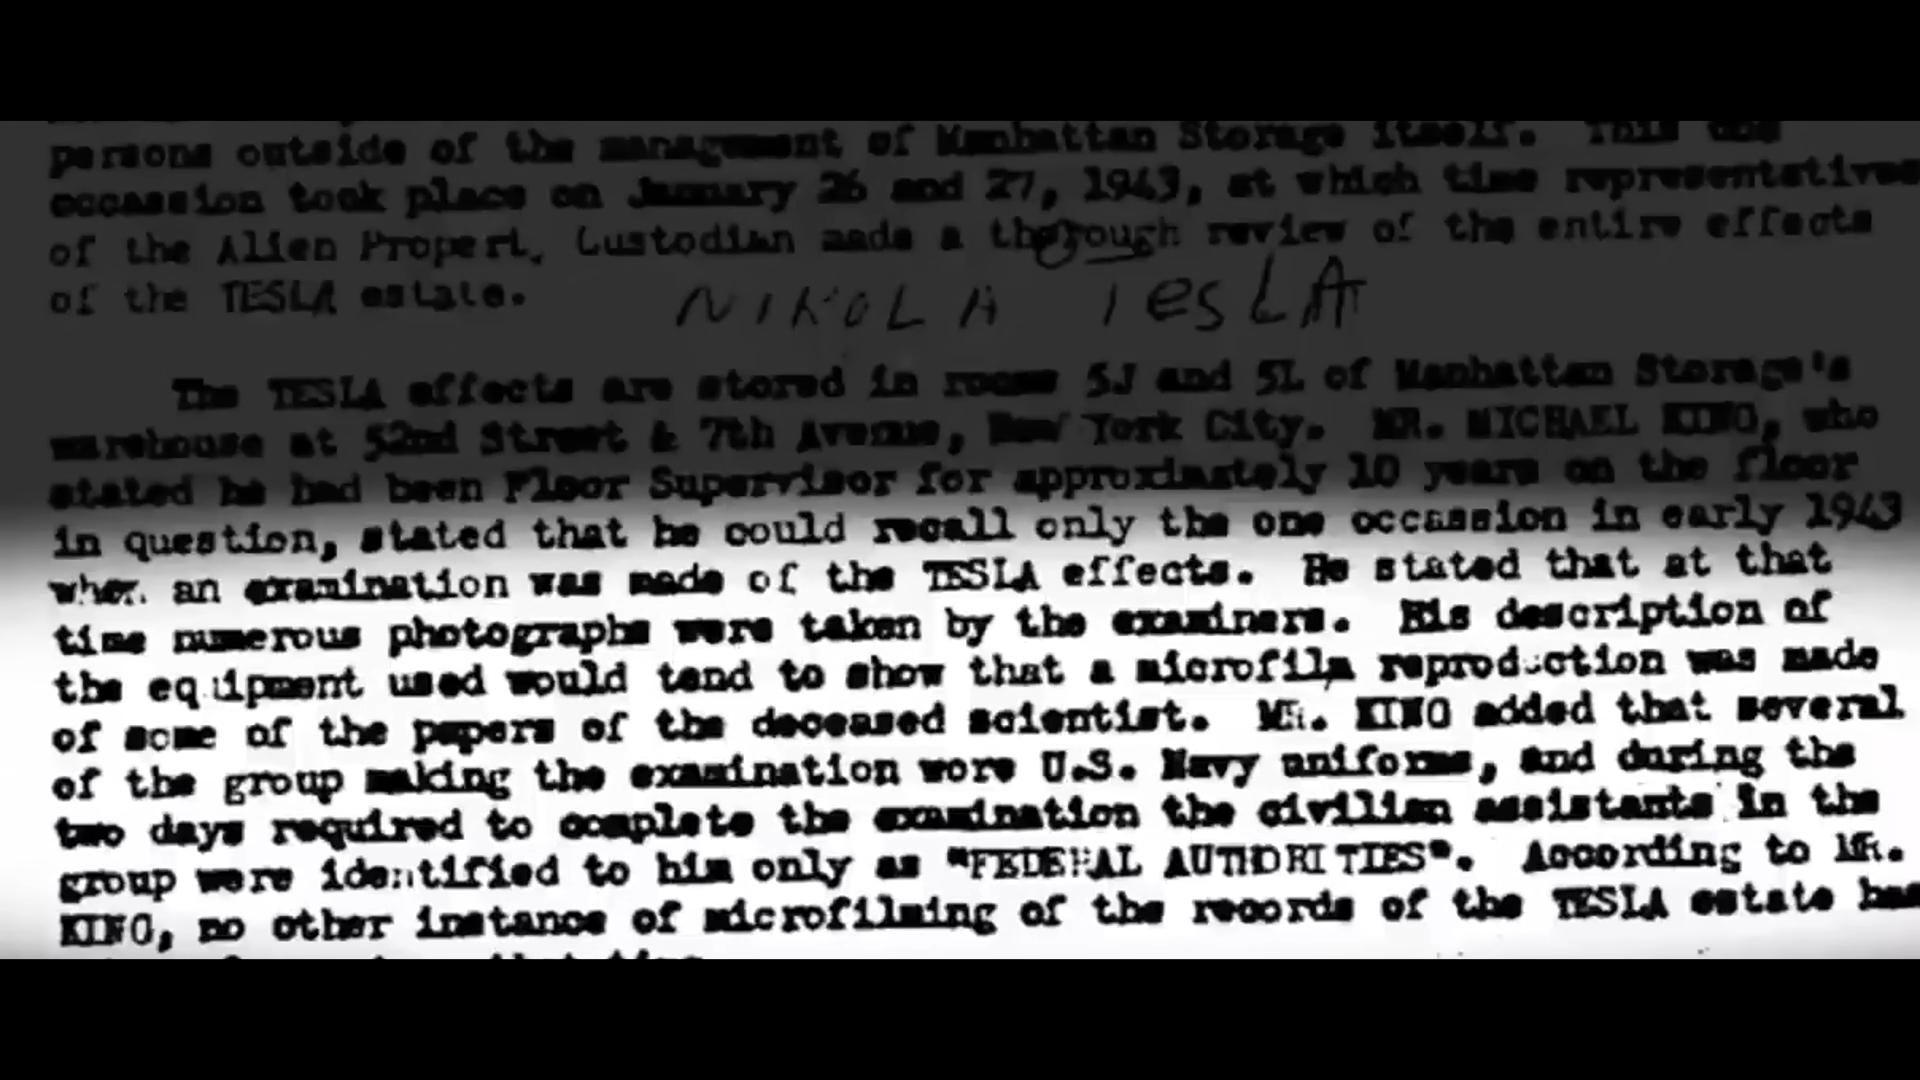 persons outside of the management of Manhattan Storage itself. This one
occassion took place on January 26 and 27, 1943, at which time representatives
of the Alien Propert, Custodian made a thorough review of the entire effects
of the TESLA estate.
NIKOLA TesLA
The TESLA effects are stored in rooms 5J and 5L of Manhattan Storage's
warehouse at 52nd Street & 7th Avenue, New York City. MR. MICHAEL KING, who
stated he had been Floor Supervisor for approximately 10 years on the floor
in question, stated that he could recall only the one occassion in early 1943
when an examination was made of the TESLA effects. He stated that at that
time numerous photographs were taken by the examiners. His description of
the equipment used would tend to show that a microfilm reproduction was made
of some of the papers of the deceased scientist. MR. KING added that several
of the group making the examination wore U.S. Navy uniforms, and during the
two days required to complete the examination the civilian assistants in the
group were identified to him only as "FEDERAL AUTHORITIES". According to MR.
KING, no other instance of microfilming of the records of the TESLA estate has